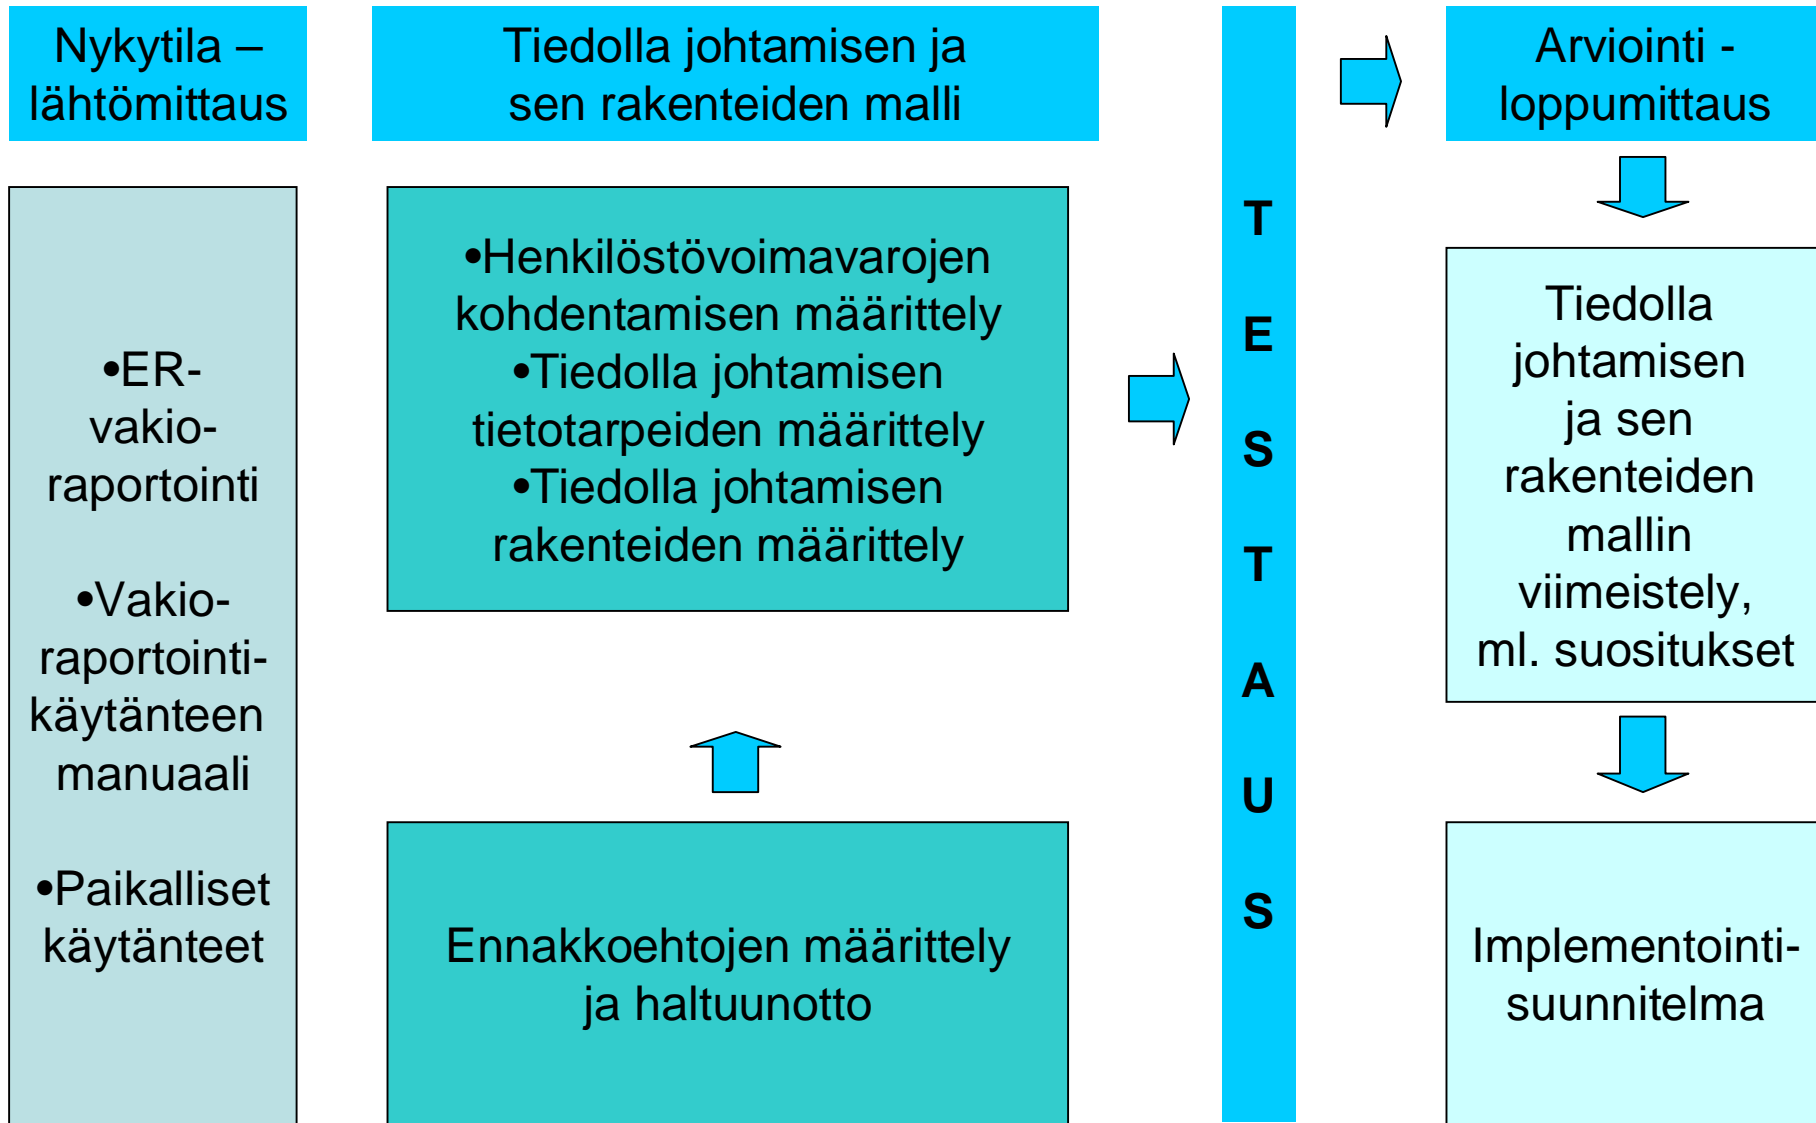 Nykytila –
lähtömittaus
Tiedolla johtamisen ja
sen rakenteiden malli
Arviointi -
loppumittaus
•ER-
vakio-
raportointi
•Vakio-
raportointi-
käytänteen
manuaali
•Paikalliset
käytänteet
•Henkilöstövoimavarojen
kohdentamisen määrittely
•Tiedolla johtamisen
tietotarpeiden määrittely
•Tiedolla johtamisen
rakenteiden määrittely
Ennakkoehtojen määrittely
ja haltuunotto
T
E
S
T
A
U
S
Tiedolla
johtamisen
ja sen
rakenteiden
mallin
viimeistely,
ml. suositukset
Implementointi-
suunnitelma